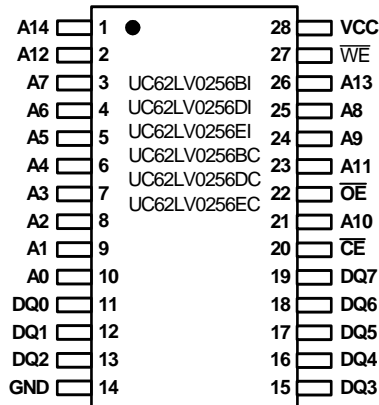 A14 1 28 VCC
A12 2 27 WE
A7 3 UC62LV0256BI 26 A13
A6 4 UC62LV0256DI 25 A8
A5 5 UC62LV0256EI 24 A9
A4 6 UC62LV0256BC 23 A11
A3 7 UC62LV0256DC 22 OE
A2 8 UC62LV0256EC 21 A10
A1 9 20 CE
A0 10 19 DQ7
DQ0 11 18 DQ6
DQ1 12 17 DQ5
DQ2 13 16 DQ4
GND 14 15 DQ3